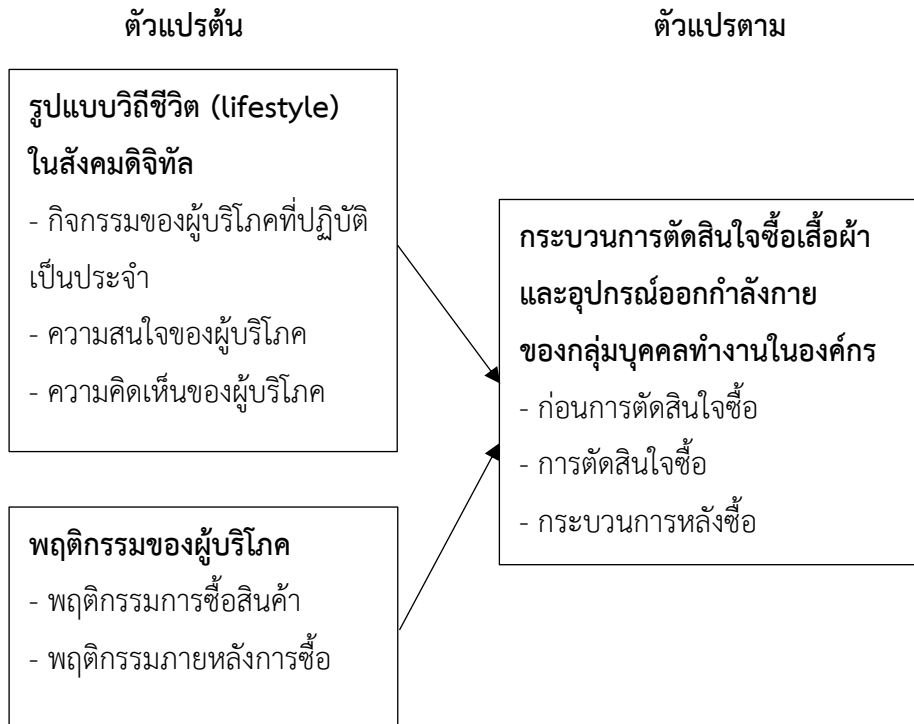 ตัวแปรต้น
ตัวแปรตาม
รูปแบบวิถีชีวิต (lifestyle)
ในสังคมดิจิทัล
- กิจกรรมของผู้บริโภคที่ปฏิบัติ
เป็นประจำ
- ความสนใจของผู้บริโภค
- ความคิดเห็นของผู้บริโภค
กระบวนการตัดสินใจซื้อเสื้อผ้า
และอุปกรณ์ออกกำลังกาย
ของกลุ่มบุคคลทำงานในองค์กร
- ก่อนการตัดสินใจซื้อ
- การตัดสินใจซื้อ
- กระบวนการหลังซื้อ
พฤติกรรมของผู้บริโภค
- พฤติกรรมการซื้อสินค้า
- พฤติกรรมภายหลังการซื้อ